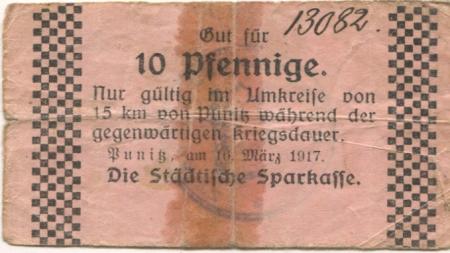 13082.
Gut für
10 Pfennige.
Nur gültig im Umkreise von
15 km von Punitz während der
gegenwärtigen Kriegsdauer.
Punitz, am 10. März 1917.
Die Städtische Sparkasse.